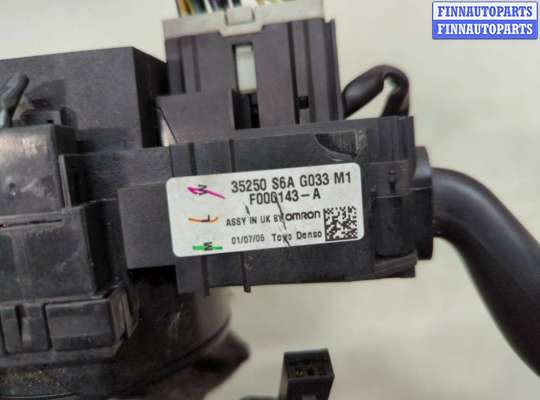 FINNAUTOPARTS
FINNAUTOPARTS
35250 S6A G033 M1
F000143-A
ASSY IN UK BY OMRON
01/07/05 Toyo Denso
M L M